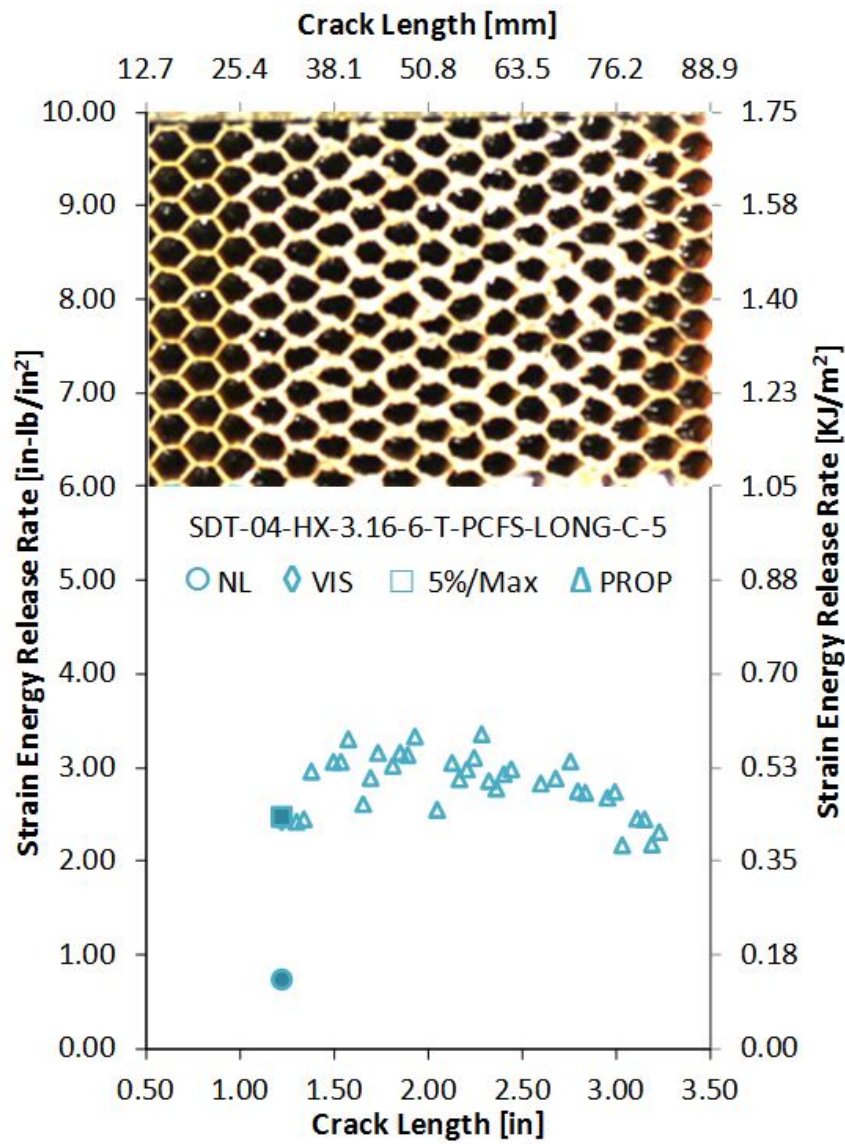 Crack Length [mm]
12.7 25.4 38.1 50.8 63.5 76.2 88.9
Strain Energy Release Rate [in-lb/in²]
10.00
9.00
8.00
7.00
6.00
5.00
4.00
3.00
2.00
1.00
0.00
SDT-04-HX-3.16-6-T-PCFS-LONG-C-5
NL VIS 5%/Max PROP
1.75
1.58
1.40
1.23
1.05
0.88
0.70
0.53
0.35
0.18
0.00
Strain Energy Release Rate [KJ/m²]
0.50 1.00 1.50 2.00 2.50 3.00 3.50
Crack Length [in]